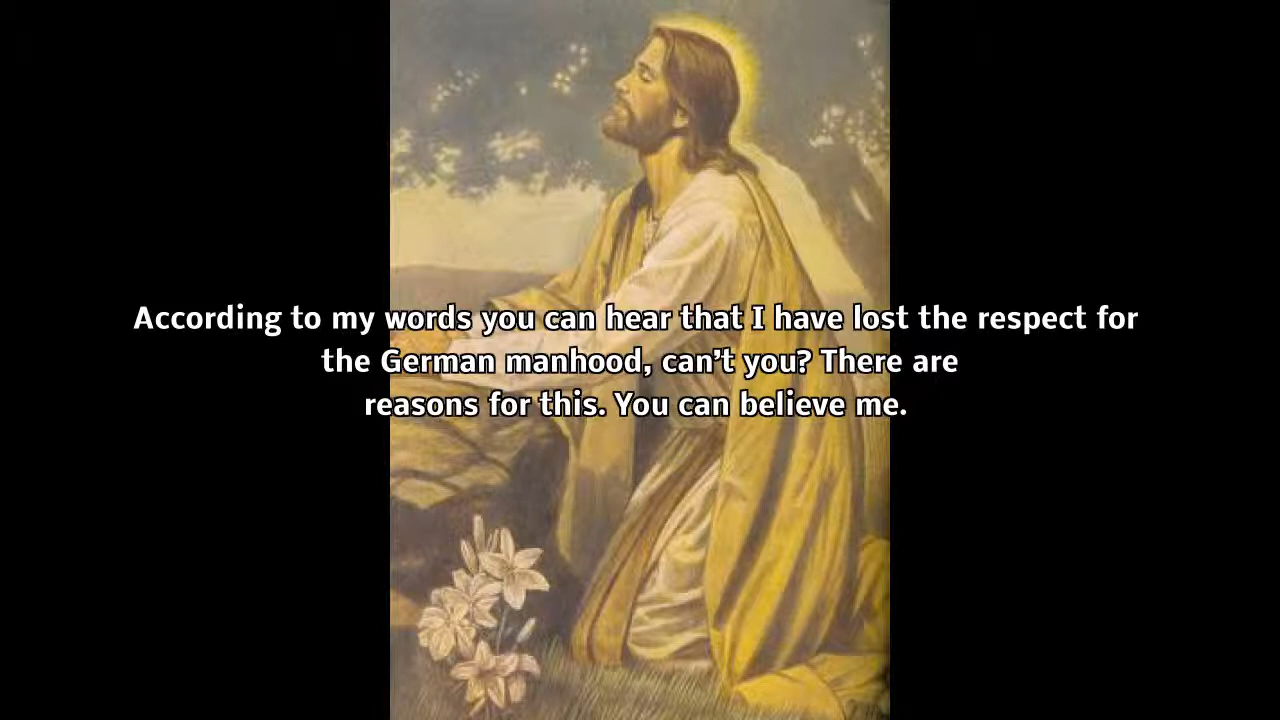 According to my words you can hear that I have lost the respect for
the German manhood, can’t you? There are
reasons for this. You can believe me.